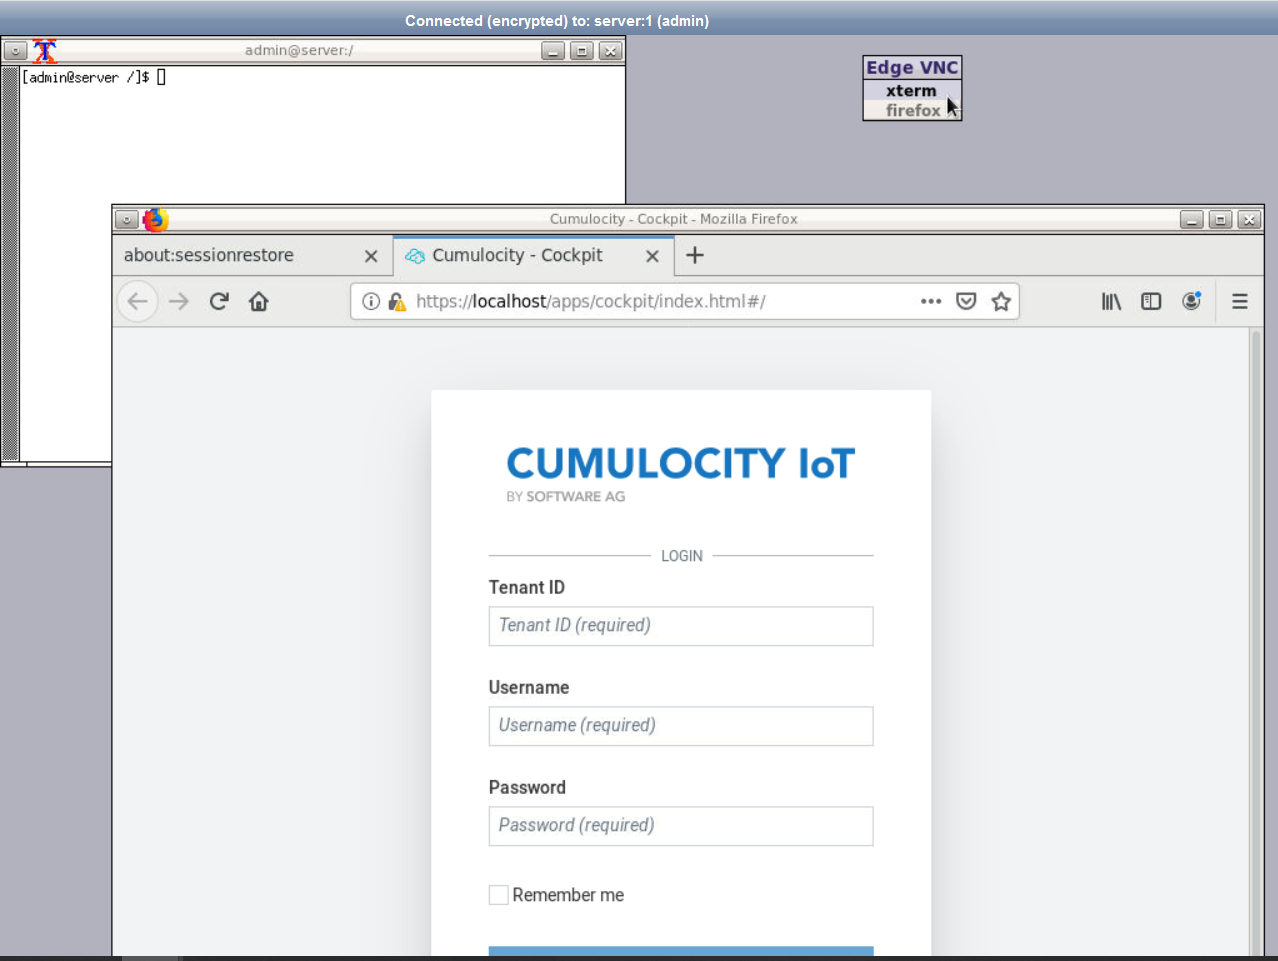 Connected (encrypted) to: server:1 (admin)
admin@server:/
[admin@server /]$
Edge VNC
xterm
firefox
Cumulocity - Cockpit - Mozilla Firefox
about:sessionrestore
Cumulocity - Cockpit
https://localhost/apps/cockpit/index.html#/
CUMULOCITY IoT
BY SOFTWARE AG
LOGIN
Tenant ID
Tenant ID (required)
Username
Username (required)
Password
Password (required)
Remember me